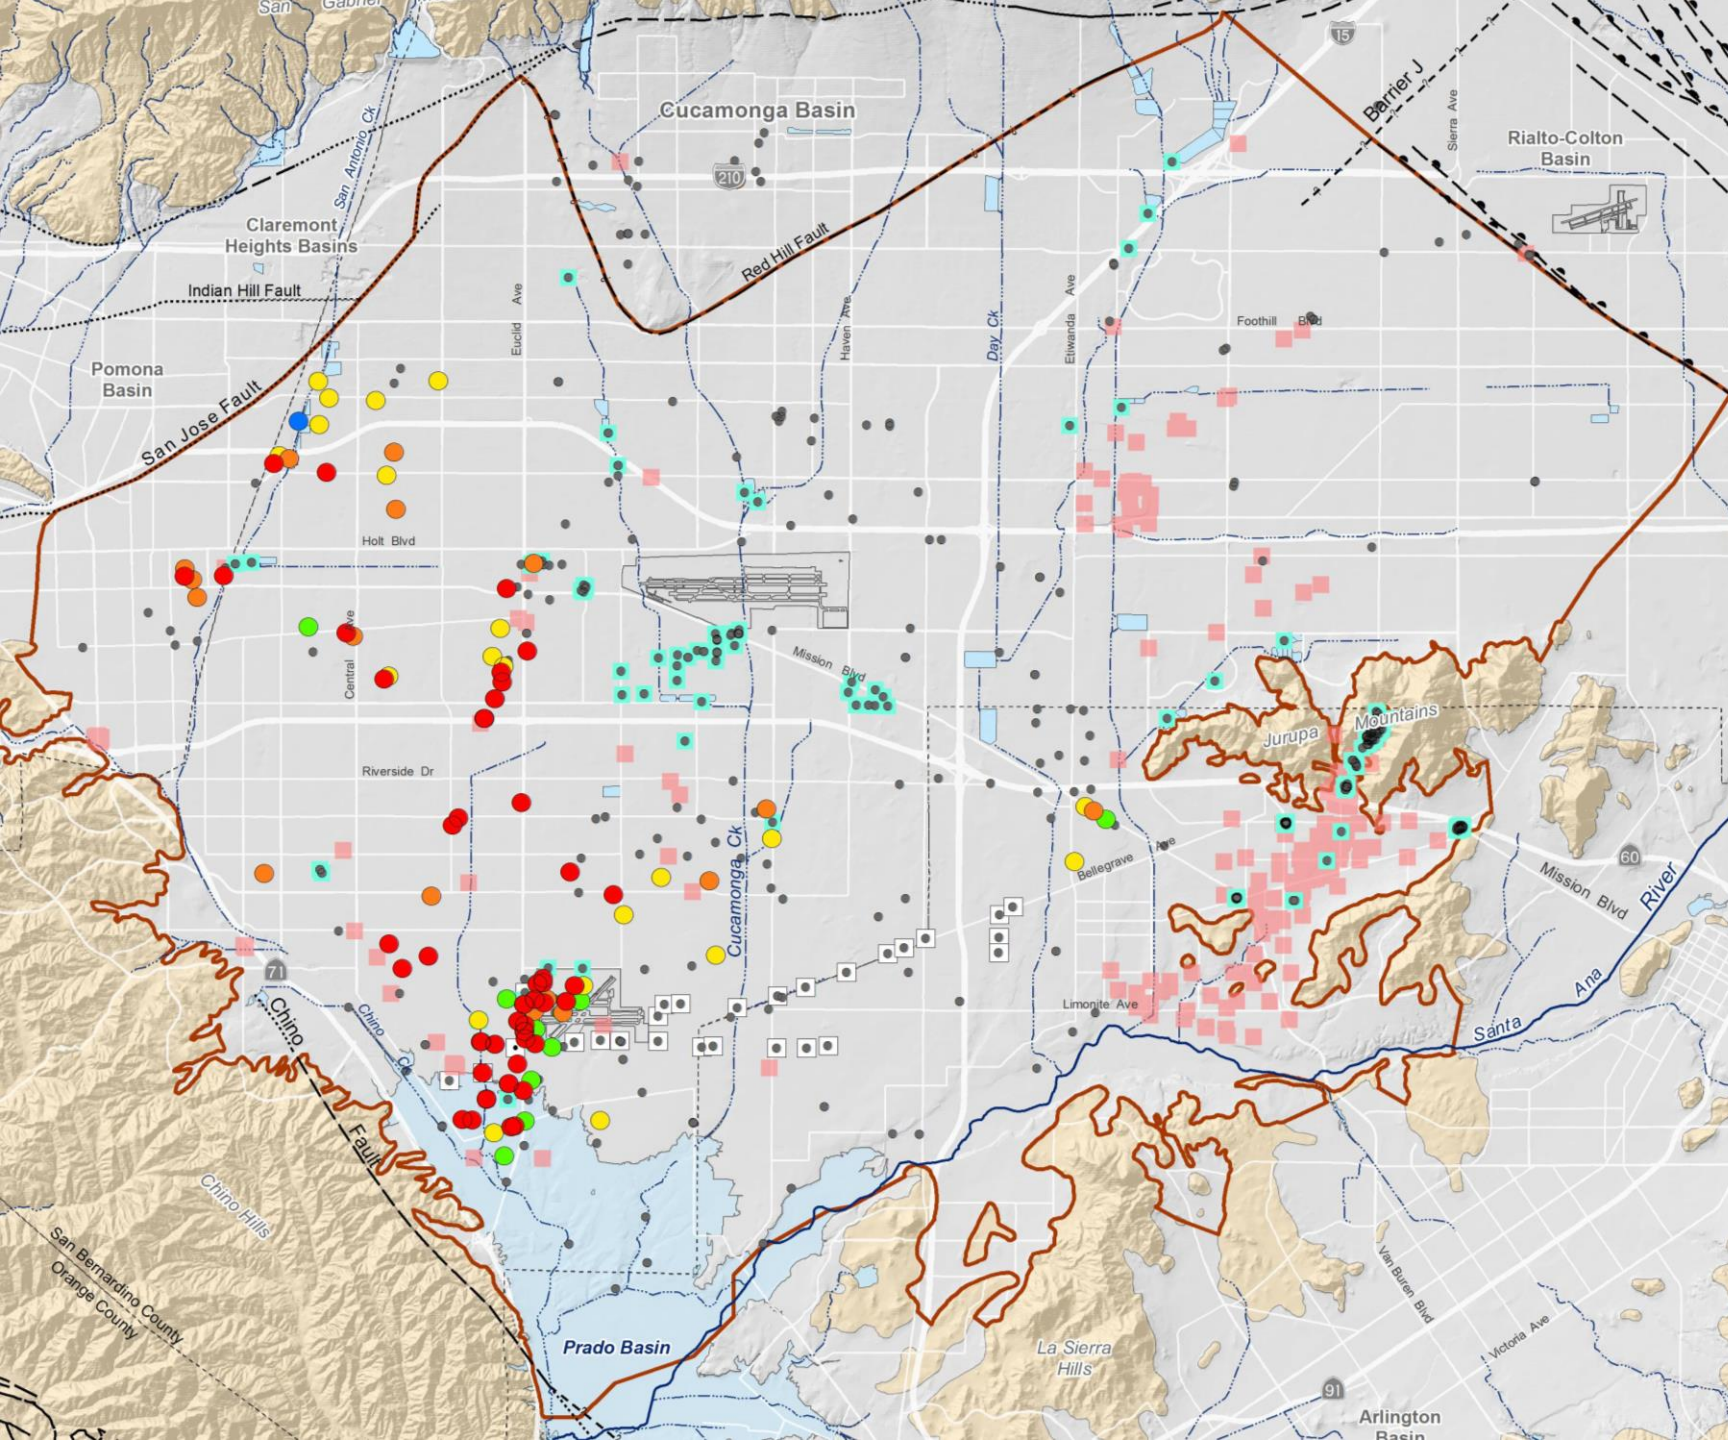 San Gabriel
15
Barrier J
Sierra Ave
Cucamonga Basin
Rialto-Colton
Basin
San Antonio Ck
210
Claremont
Heights Basins
Red Hill Fault
Indian Hill Fault
Euclid Ave
Haven Ave
Day Ck
Etiwanda Ave
Foothill Blvd
Pomona
Basin
San Jose Fault
Holt Blvd
Central Ave
Mission Blvd
Jurupa Mountains
Riverside Dr
Cucamonga Ck
Bellegrave Ave
60
Mission Blvd
Santa Ana River
71
Chino Fault
Chino Ck
Limonite Ave
Chino Hills
San Bernardino County
Orange County
Van Buren Blvd
Victoria Ave
Prado Basin
La Sierra
Hills
91
Arlington
Basin